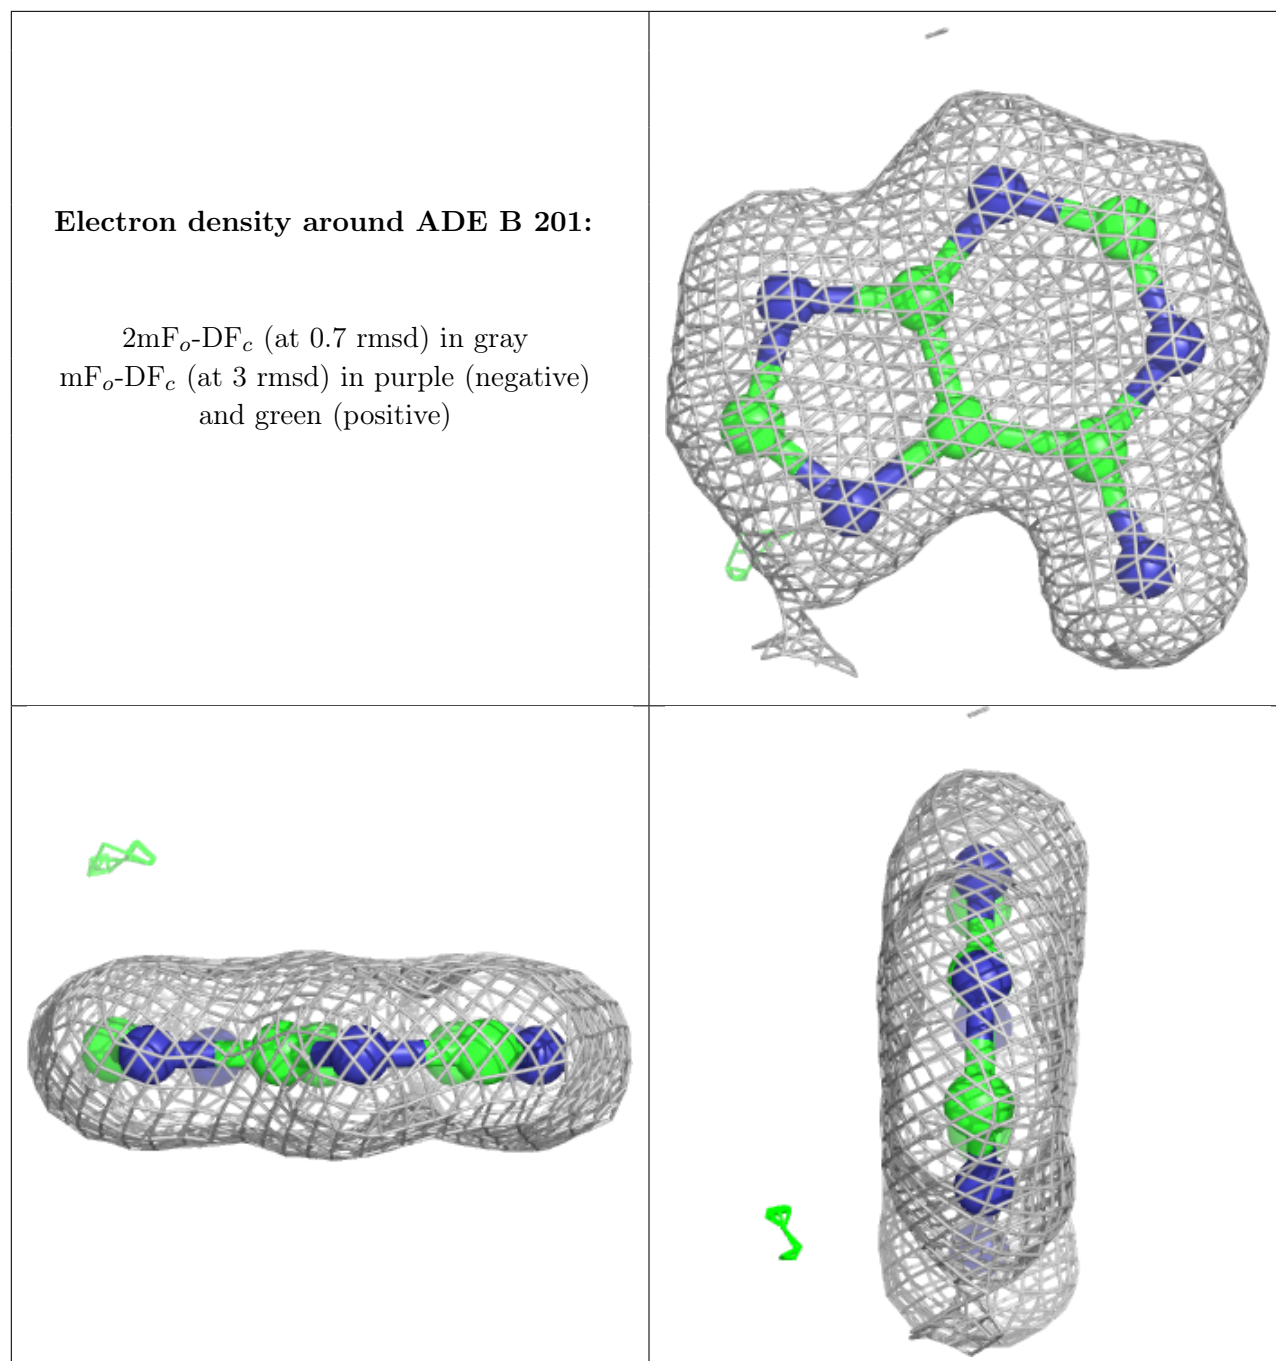 Electron density around ADE B 201:
2mFo-DFc (at 0.7 rmsd) in gray
mFo-DFc (at 3 rmsd) in purple (negative)
and green (positive)